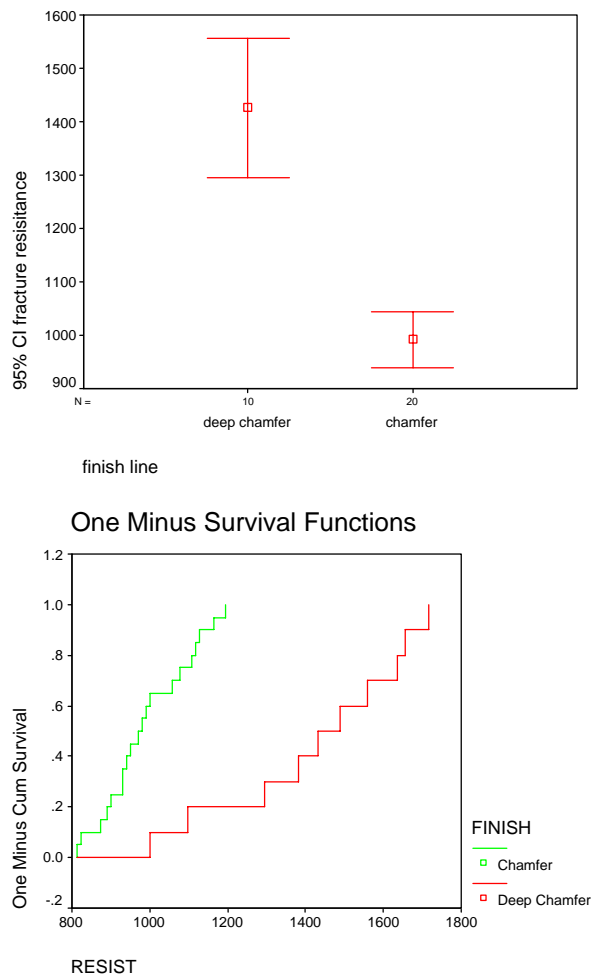 1600
1500
1400
1300
1200
1100
1000
900
95% CI fracture resisitance
N =
10
20
deep chamfer
chamfer
finish line
One Minus Survival Functions
1.2
1.0
.8
.6
.4
.2
0.0
-.2
One Minus Cum Survival
800
1000
1200
1400
1600
1800
RESIST
FINISH
Chamfer
Deep Chamfer